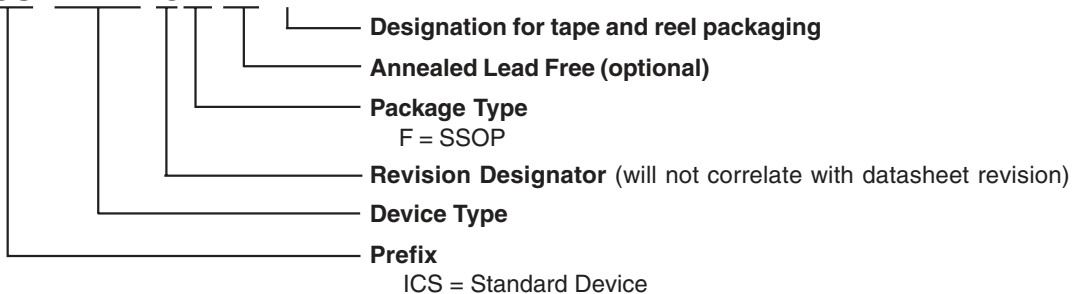 Designation for tape and reel packaging
Annealed Lead Free (optional)
Package Type
F = SSOP
Revision Designator (will not correlate with datasheet revision)
Device Type
Prefix
ICS = Standard Device